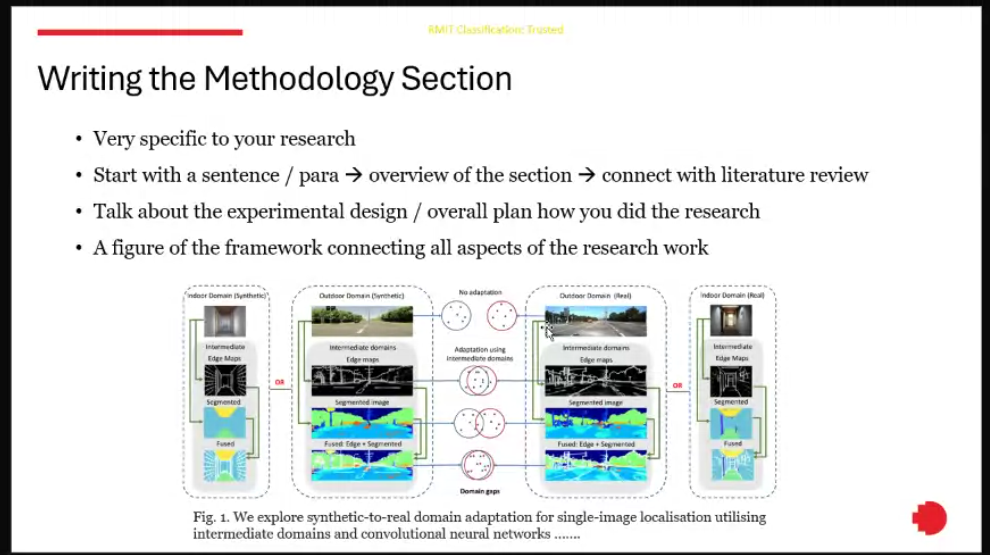 RMIT Classification: Trusted
Writing the Methodology Section
• Very specific to your research
• Start with a sentence / para → overview of the section → connect with literature review
• Talk about the experimental design / overall plan how you did the research
• A figure of the framework connecting all aspects of the research work
Indoor Domain (Synthetic)
Intermediate
Edge Maps
Segmented
Fused
OR
Outdoor Domain (Synthetic)
Intermediate domains
Edge maps
Segmented image
Fused: Edge + Segmented
No adaptation
Adaptation using
intermediate domains
Domain gaps
Outdoor Domain (Real)
Intermediate domains
Edge maps
Segmented image
Fused: Edge + Segmented
OR
Indoor Domain (Real)
Intermediate
Edge Maps
Segmented
Fused
Fig. 1. We explore synthetic-to-real domain adaptation for single-image localisation utilising
intermediate domains and convolutional neural networks .......